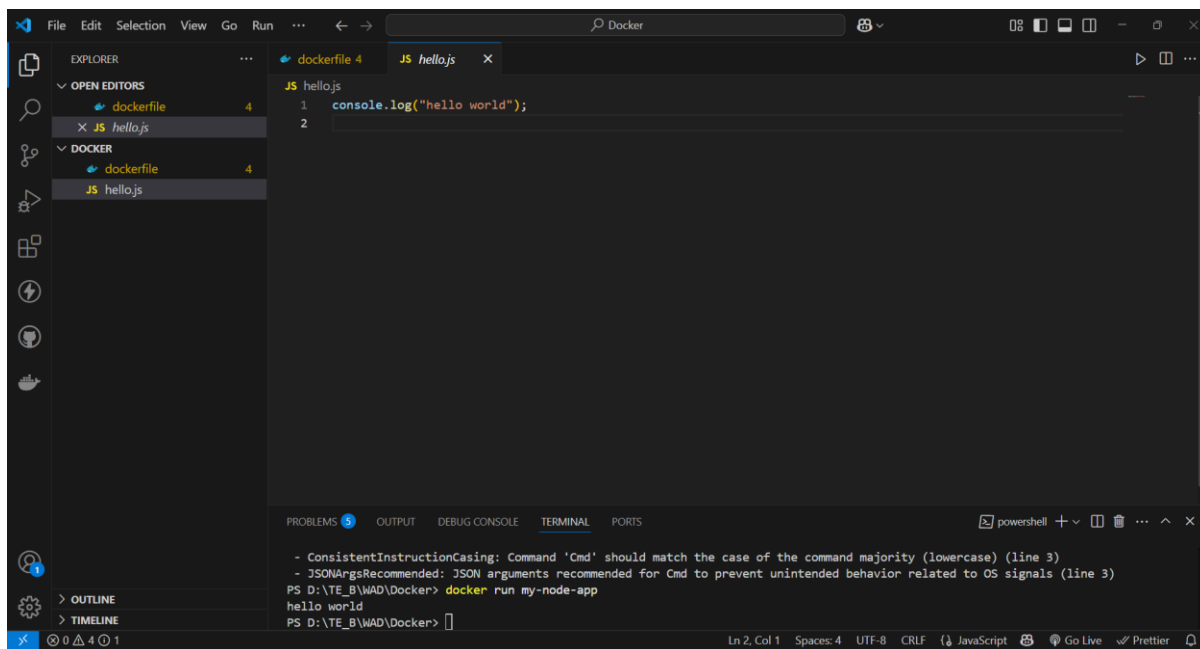 File Edit Selection View Go Run ··· Docker
EXPLORER ···
OPEN EDITORS
dockerfile 4
JS hello.js
DOCKER
dockerfile 4
JS hello.js
OUTLINE
TIMELINE
dockerfile 4 JS hello.js
JS hello.js
1 console.log("hello world");
2
PROBLEMS 5 OUTPUT DEBUG CONSOLE TERMINAL PORTS powershell
- ConsistentInstructionCasing: Command 'Cmd' should match the case of the command majority (lowercase) (line 3)
- JSONArgsRecommended: JSON arguments recommended for Cmd to prevent unintended behavior related to OS signals (line 3)
PS D:\TE_B\WAD\Docker> docker run my-node-app
hello world
PS D:\TE_B\WAD\Docker>
1
0 4 1 Ln 2, Col 1 Spaces: 4 UTF-8 CRLF {} JavaScript Go Live Prettier